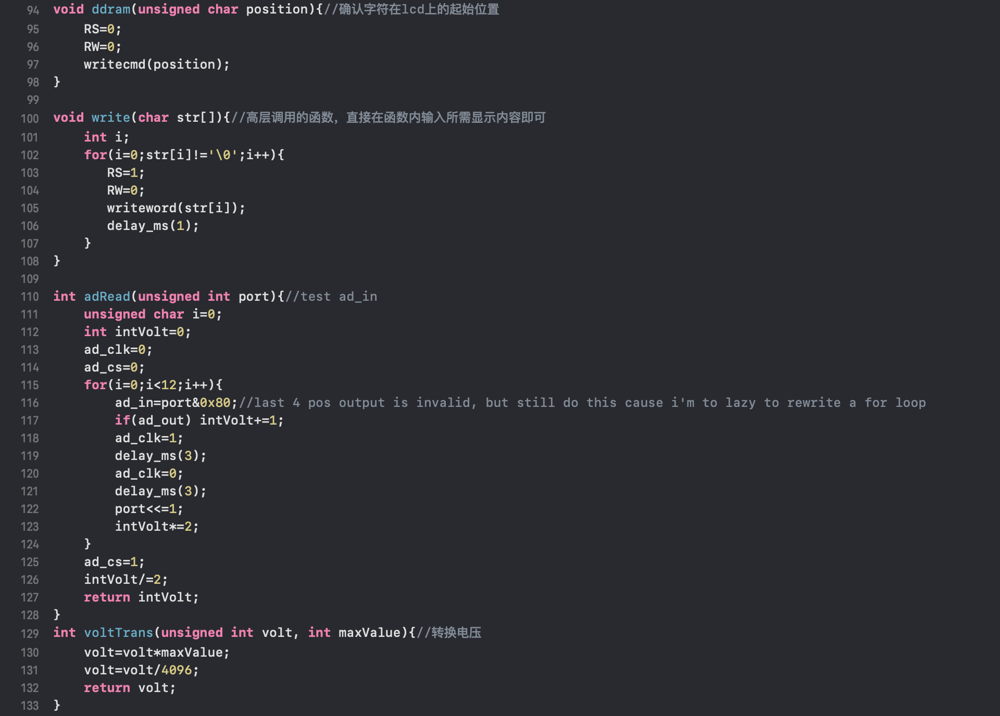 94 void ddram(unsigned char position){//确认字符在lcd上的起始位置
95     RS=0;
96     RW=0;
97     writecmd(position);
98 }
99
100 void write(char str[]){//高层调用的函数，直接在函数内输入所需显示内容即可
101     int i;
102     for(i=0;str[i]!='\0';i++){
103        RS=1;
104        RW=0;
105        writeword(str[i]);
106        delay_ms(1);
107     }
108 }
109
110 int adRead(unsigned int port){//test ad_in
111     unsigned char i=0;
112     int intVolt=0;
113     ad_clk=0;
114     ad_cs=0;
115     for(i=0;i<12;i++){
116         ad_in=port&0x80;//last 4 pos output is invalid, but still do this cause i'm to lazy to rewrite a for loop
117         if(ad_out) intVolt+=1;
118         ad_clk=1;
119         delay_ms(3);
120         ad_clk=0;
121         delay_ms(3);
122         port<<=1;
123         intVolt*=2;
124     }
125     ad_cs=1;
126     intVolt/=2;
127     return intVolt;
128 }
129 int voltTrans(unsigned int volt, int maxValue){//转换电压
130     volt=volt*maxValue;
131     volt=volt/4096;
132     return volt;
133 }